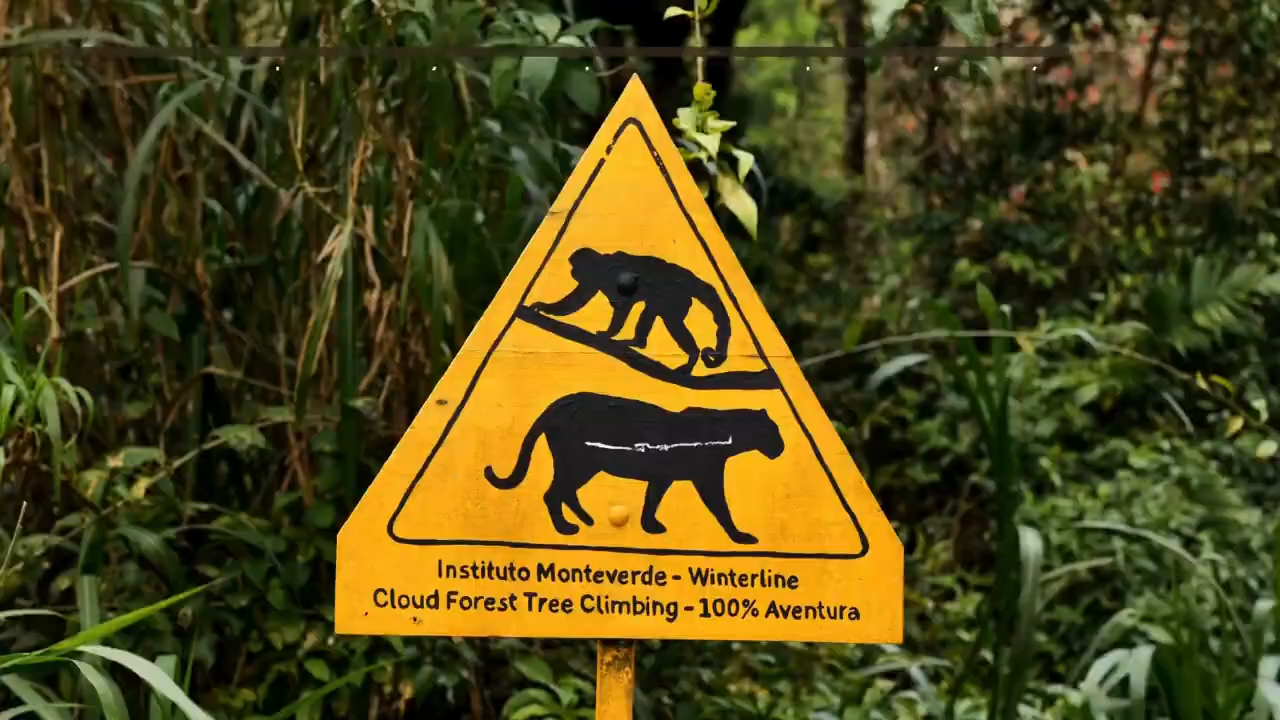 Instituto Monteverde - Winterline
Cloud Forest Tree Climbing - 100% Aventura